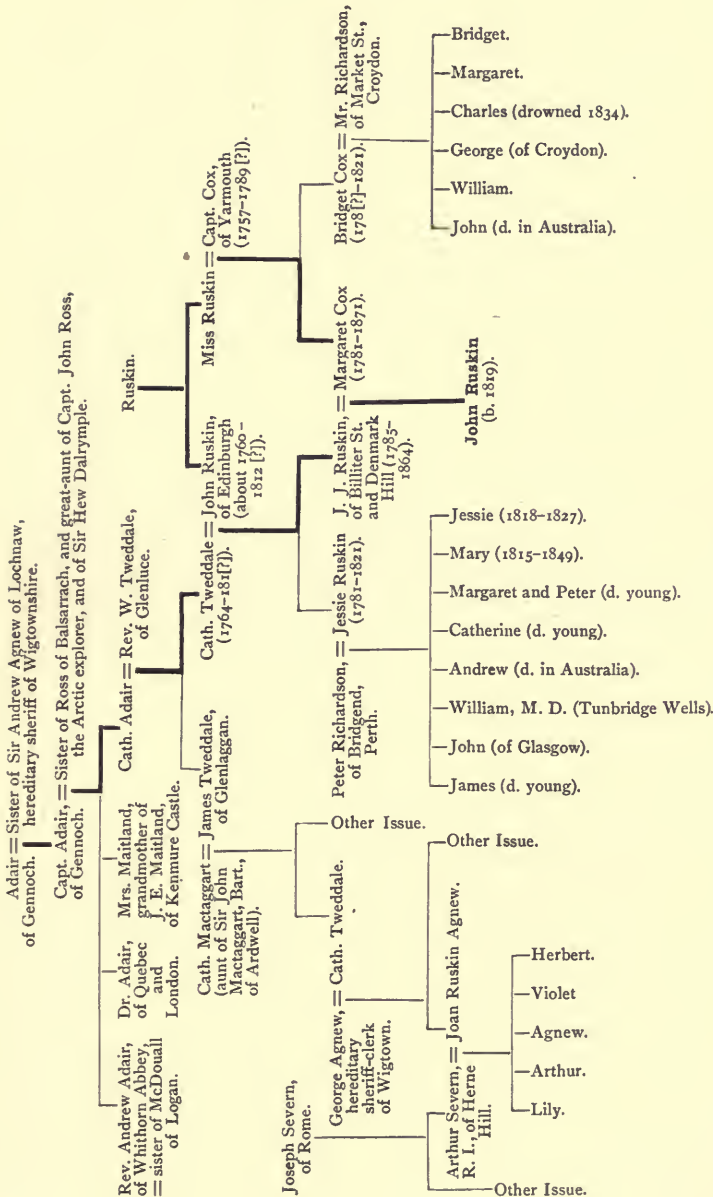 Adair = Sister of Sir Andrew Agnew of Lochnaw,
of Gennoch. hereditary sheriff of Wigtownshire.
Capt. Adair, = Sister of Ross of Balsarrach, and great-aunt of Capt. John Ross,
of Gennoch. the Arctic explorer, and of Sir Hew Dalrymple.
Rev. Andrew Adair,
of Whithorn Abbey,
= sister of McDouall
of Logan.
Dr. Adair,
of Quebec
and
London.
Mrs. Maitland,
grandmother of
J. E. Maitland,
of Kenmure Castle.
Cath. Adair = Rev. W. Tweddale,
of Glenluce.
Ruskin.
Cath. Mactaggart = James Tweddale,
(aunt of Sir John of Glenlaggan.
Mactaggart, Bart.,
of Ardwell).
Cath. Tweddale = John Ruskin,
(1764-181[?]). of Edinburgh
(about 1760-
1812 [?]).
Miss Ruskin = Capt. Cox,
of Yarmouth
(1757-1789 [?]).
Joseph Severn,
of Rome.
George Agnew, = Cath. Tweddale.
hereditary
sheriff-clerk
of Wigtown.
Other Issue.
Peter Richardson, = Jessie Ruskin
of Bridgend, (1781-1821).
Perth.
J. J. Ruskin, = Margaret Cox
of Billiter St. (1781-1871).
and Denmark
Hill (1785-
1864).
Bridget Cox = Mr. Richardson,
(178[?]-1821). of Market St.,
Croydon.
Other Issue.
Arthur Severn, = Joan Ruskin Agnew.
R. I., of Herne
Hill.
Other Issue.
Lily.
Arthur.
Agnew.
Violet
Herbert.
James (d. young).
John (of Glasgow).
William, M. D. (Tunbridge Wells).
Andrew (d. in Australia).
Catherine (d. young).
Margaret and Peter (d. young).
Mary (1815-1849).
Jessie (1818-1827).
John Ruskin
(b. 1819).
John (d. in Australia).
William.
George (of Croydon).
Charles (drowned 1834).
Margaret.
Bridget.